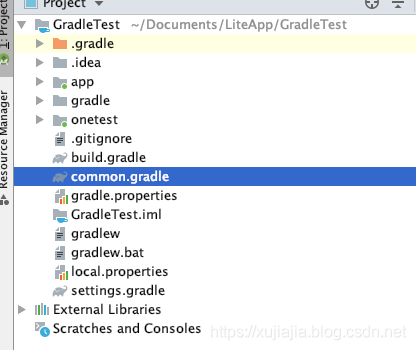 Project
1: Project
Resource Manager
GradleTest ~/Documents/LiteApp/GradleTest
.gradle
.idea
app
gradle
onetest
.gitignore
build.gradle
common.gradle
gradle.properties
GradleTest.iml
gradlew
gradlew.bat
local.properties
settings.gradle
External Libraries
Scratches and Consoles
https://xujiajia.blog.csdn.net